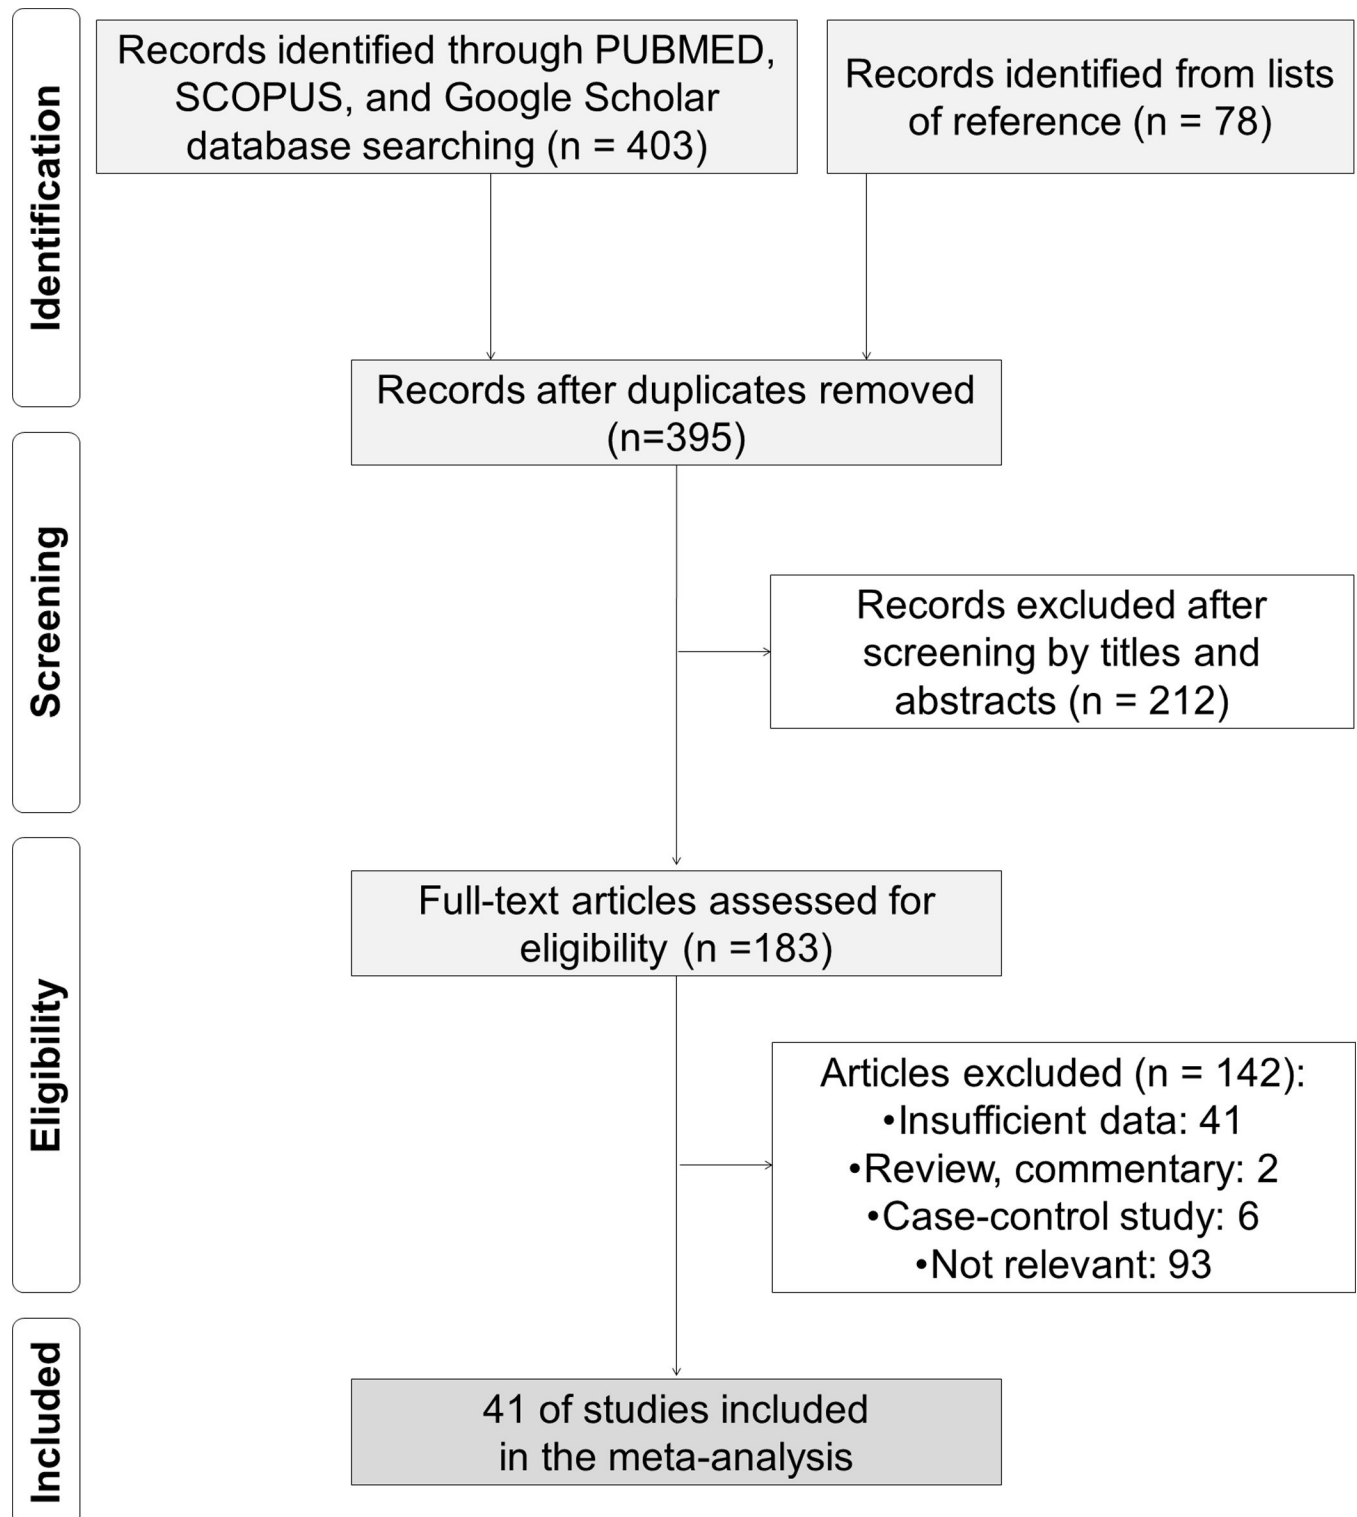 Identification
Records identified through PUBMED,
SCOPUS, and Google Scholar
database searching (n = 403)
Records identified from lists
of reference (n = 78)
Records after duplicates removed
(n=395)
Screening
Records excluded after
screening by titles and
abstracts (n = 212)
Eligibility
Full-text articles assessed for
eligibility (n =183)
Articles excluded (n = 142):
•Insufficient data: 41
•Review, commentary: 2
•Case-control study: 6
•Not relevant: 93
Included
41 of studies included
in the meta-analysis